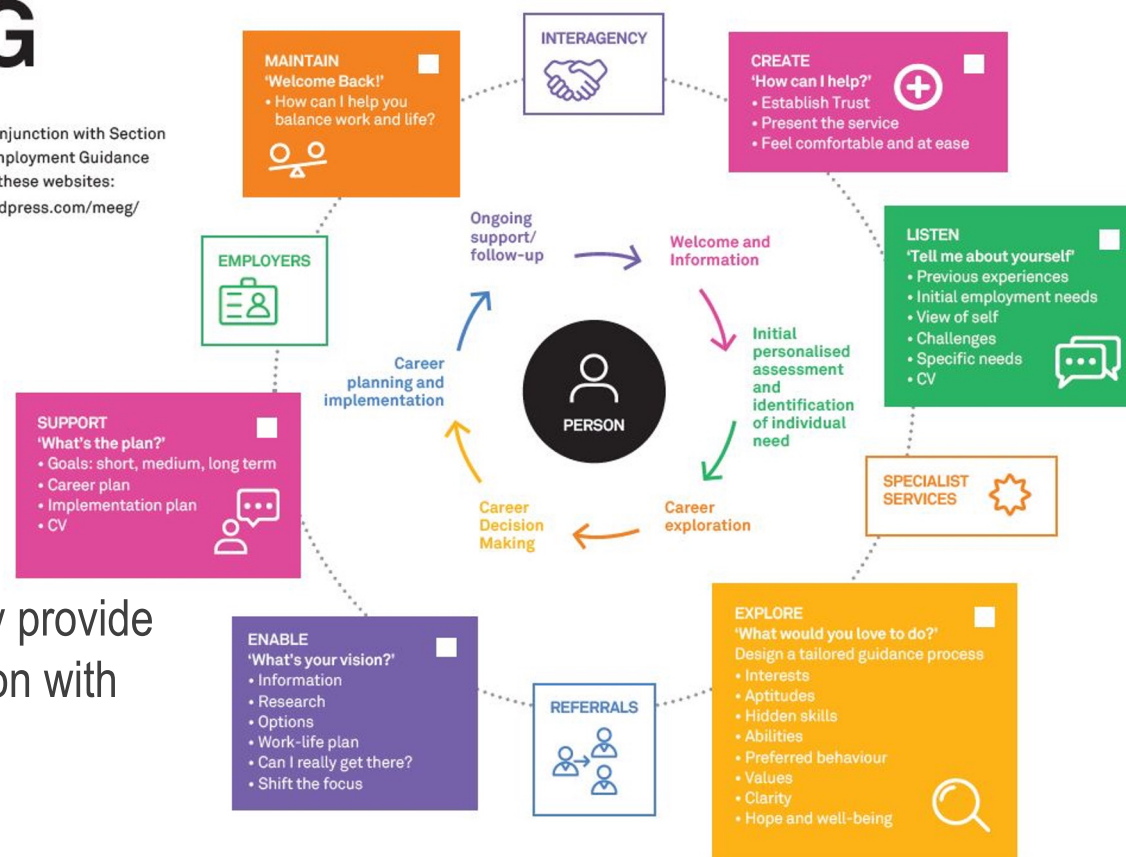 G
njunction with Section
mployment Guidance
these websites:
dpress.com/meeg/
MAINTAIN
'Welcome Back!'
• How can I help you
balance work and life?
INTERAGENCY
CREATE
'How can I help?'
• Establish Trust
• Present the service
• Feel comfortable and at ease
EMPLOYERS
Ongoing
support/
follow-up
Welcome and
Information
LISTEN
'Tell me about yourself'
• Previous experiences
• Initial employment needs
• View of self
• Challenges
• Specific needs
• CV
Career
planning and
implementation
PERSON
Initial
personalised
assessment
and
identification
of individual
need
SUPPORT
'What's the plan?'
• Goals: short, medium, long term
• Career plan
• Implementation plan
• CV
Career
Decision
Making
Career
exploration
SPECIALIST
SERVICES
y provide
on with
ENABLE
'What's your vision?'
• Information
• Research
• Options
• Work-life plan
• Can I really get there?
• Shift the focus
REFERRALS
EXPLORE
'What would you love to do?'
Design a tailored guidance process
• Interests
• Aptitudes
• Hidden skills
• Abilities
• Preferred behaviour
• Values
• Clarity
• Hope and well-being